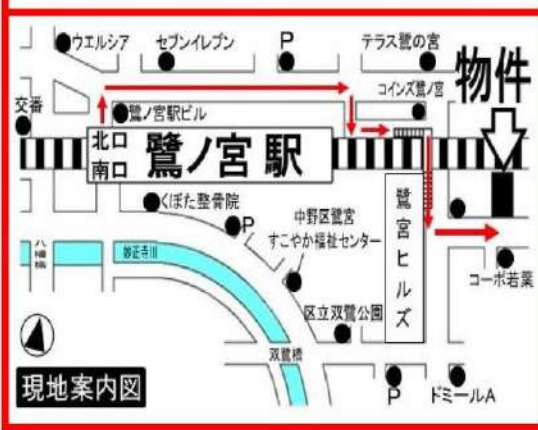 ウエルシア
セブンイレブン
P
テラス鷺の宮
コインズ鷺ノ宮
物件
交番
鷺ノ宮駅ビル
北口
南口
鷺ノ宮駅
くぼた整骨院
P
中野区鷺宮
すこやか福祉センター
鷺宮ヒルズ
八幡橋
妙正寺川
コーポ若葉
区立双鷺公園
双鷺橋
現地案内図
P
ドミールA